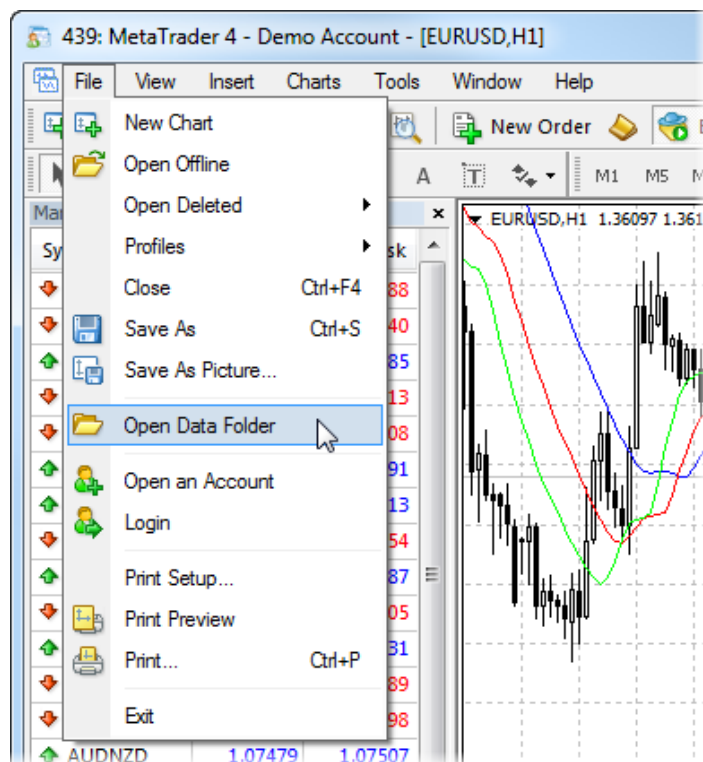 439: MetaTrader 4 - Demo Account - [EURUSD,H1]
File View Insert Charts Tools Window Help
New Order
A T M1 M5
EURUSD,H1 1.36097 1.361
New Chart
Open Offline
Open Deleted
Profiles
Close Ctrl+F4 88
Save As Ctrl+S 40
85
Save As Picture...
13
Open Data Folder 08
91
Open an Account
13
Login
54
Print Setup... 87
Print Preview 05
31
Print... Ctrl+P
89
Exit 98
AUDNZD 1.07479 1.07507